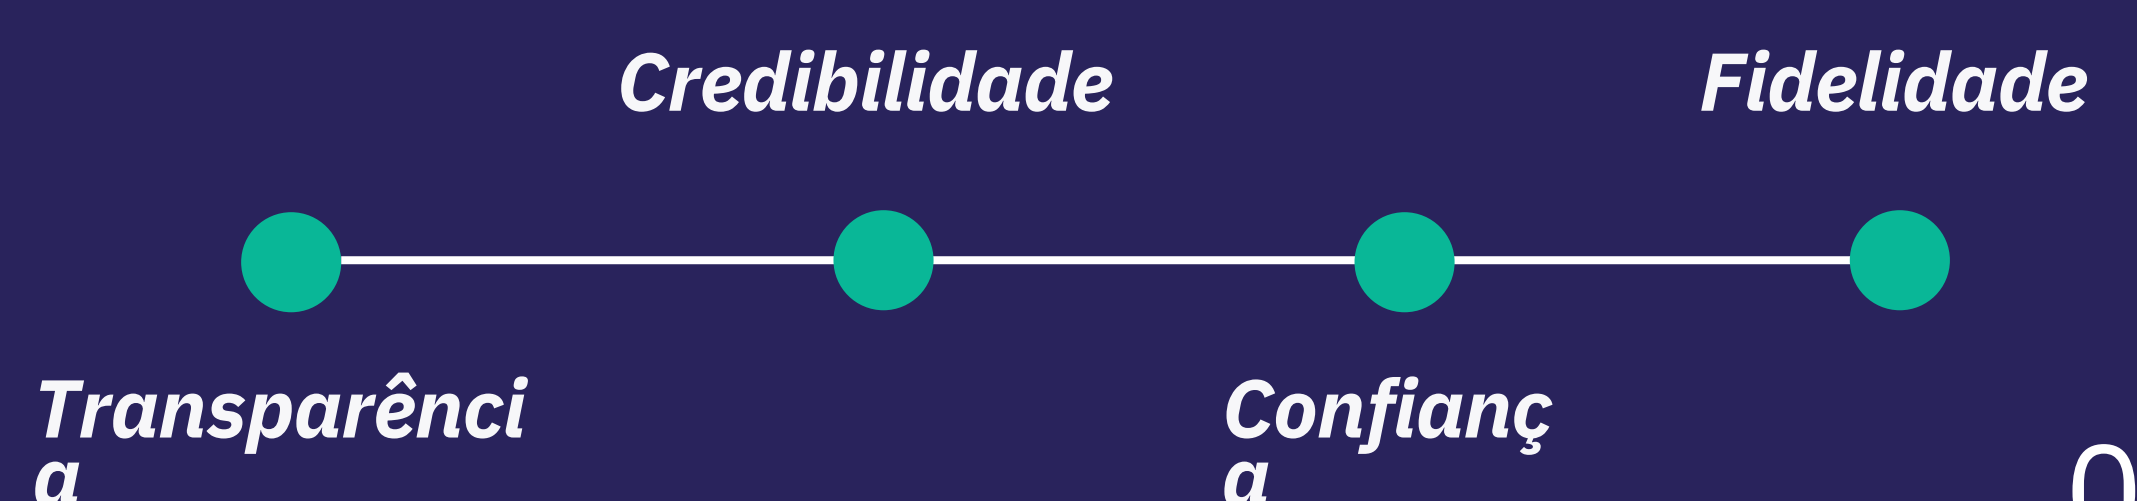 Credibilidade
Fidelidade
Transparênci
a
Confianç
a